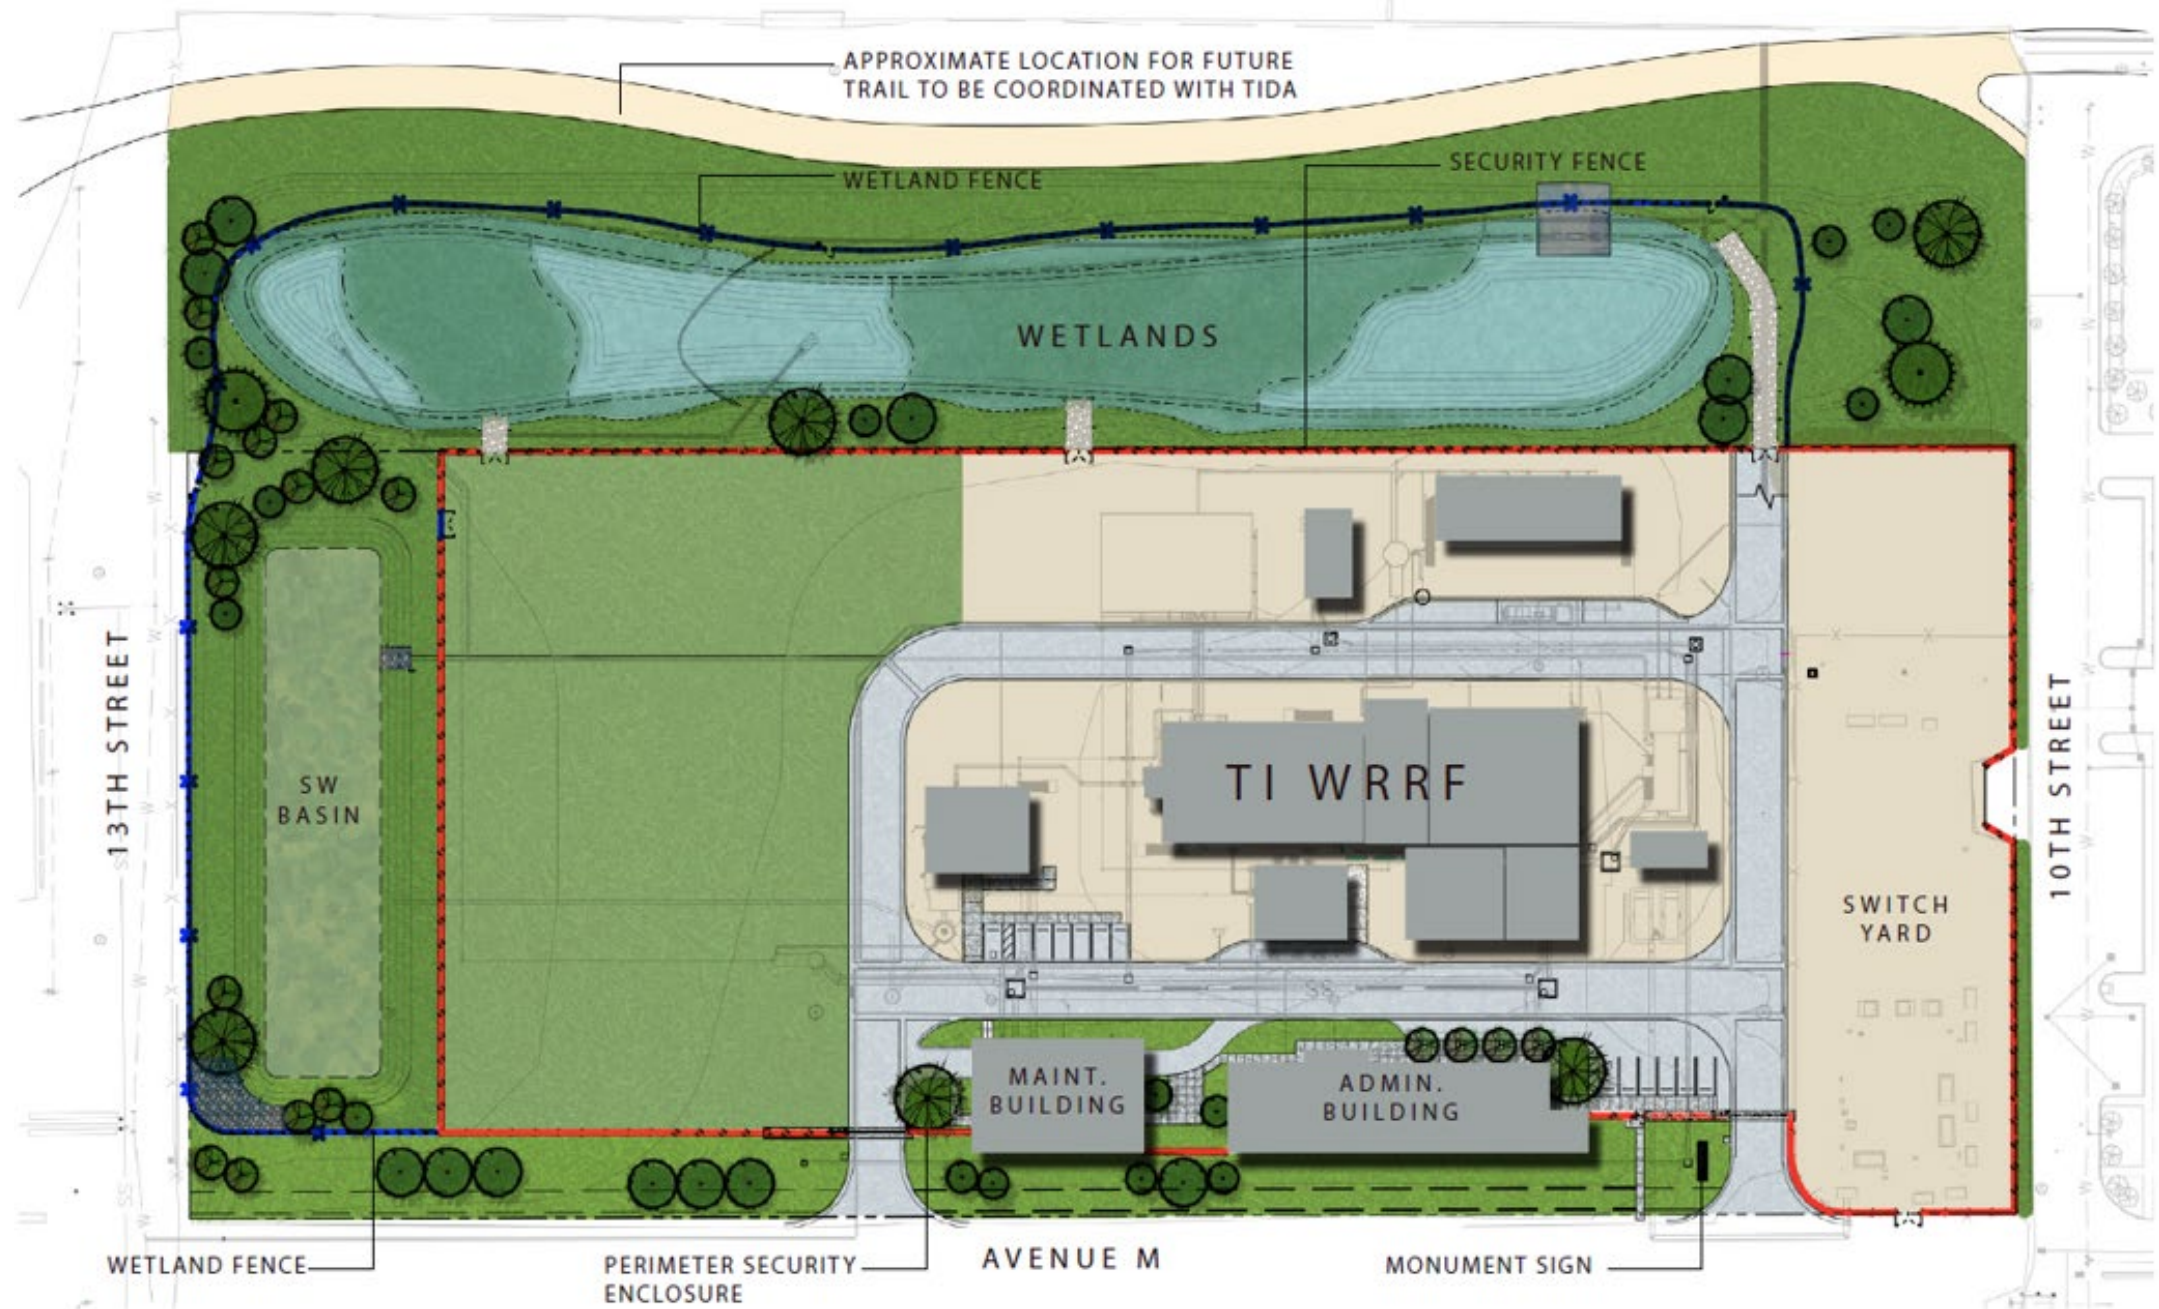 APPROXIMATE LOCATION FOR FUTURE
TRAIL TO BE COORDINATED WITH TIDA
WETLAND FENCE
SECURITY FENCE
WETLANDS
13TH STREET
SW
BASIN
TI WRRF
10TH STREET
SWITCH
YARD
SS
MAINT.
BUILDING
ADMIN.
BUILDING
WETLAND FENCE
PERIMETER SECURITY
ENCLOSURE
AVENUE M
MONUMENT SIGN